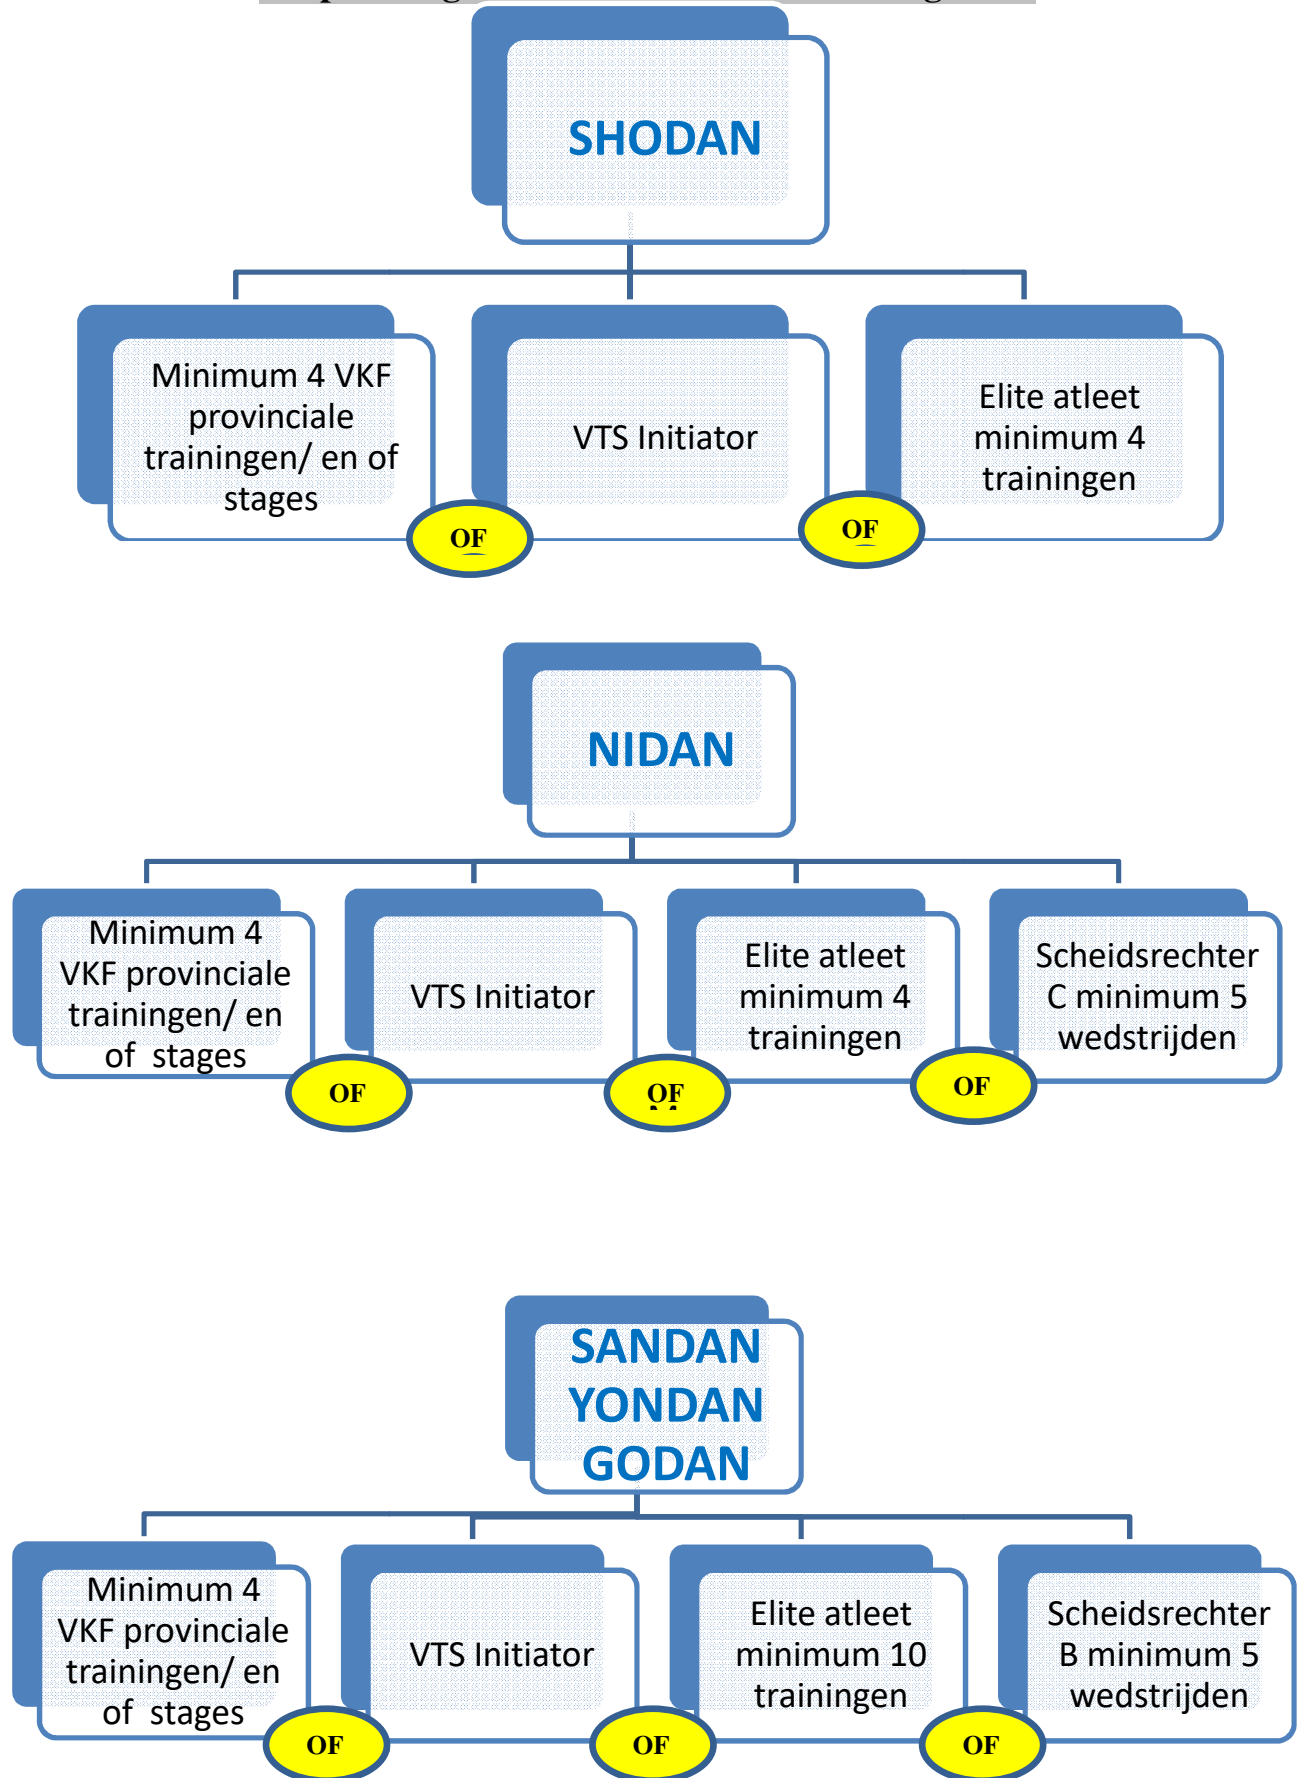 SHODAN
Minimum 4 VKF
provinciale
trainingen/ en of
stages
VTS Initiator
Elite atleet
minimum 4
trainingen
OF
OF
NIDAN
Minimum 4
VKF provinciale
trainingen/ en
of stages
VTS Initiator
Elite atleet
minimum 4
trainingen
Scheidsrechter
C minimum 5
wedstrijden
OF
OF
OF
SANDAN
YONDAN
GODAN
Minimum 4
VKF provinciale
trainingen/ en
of stages
VTS Initiator
Elite atleet
minimum 10
trainingen
Scheidsrechter
B minimum 5
wedstrijden
OF
OF
OF